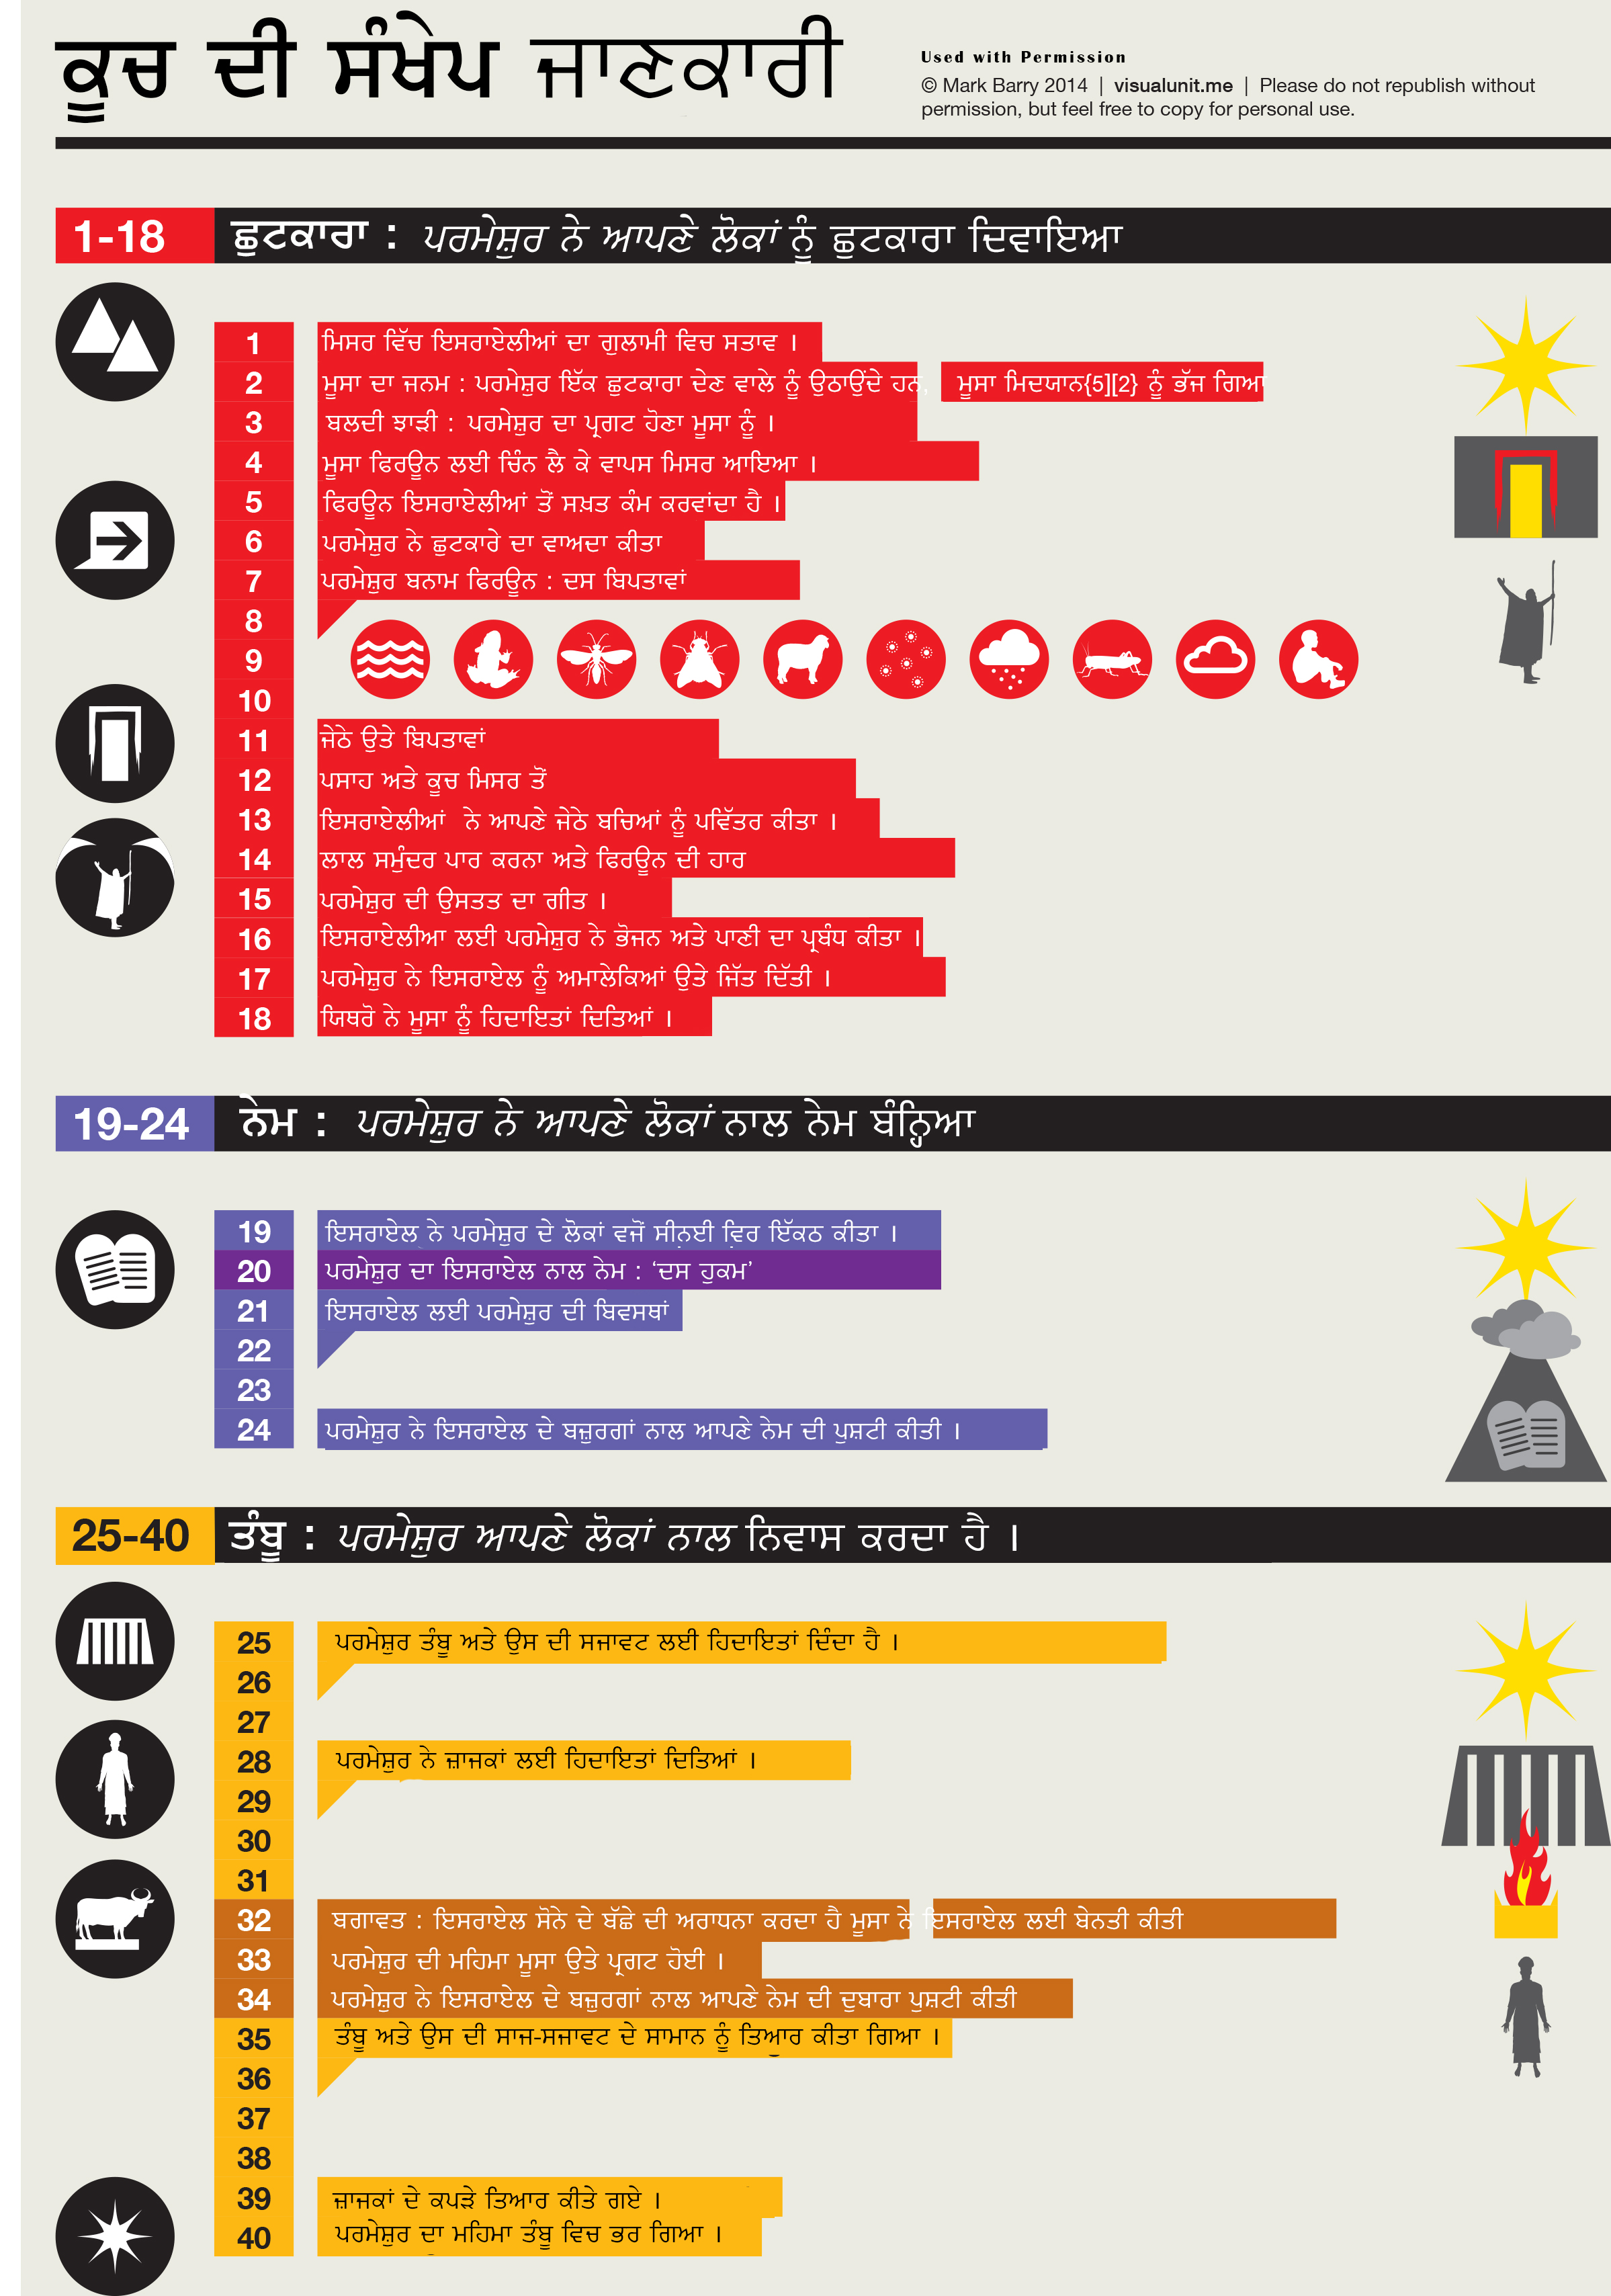 ਕੂਚ ਦੀ ਸੰਖੇਪ ਜਾਣਕਾਰੀ
Used with Permission
© Mark Barry 2014 | visualunit.me | Please do not republish without
permission, but feel free to copy for personal use.
1-18 ਛੁਟਕਾਰਾ : ਪਰਮੇਸ਼ੁਰ ਨੇ ਆਪਣੇ ਲੋਕਾਂ ਨੂੰ ਛੁਟਕਾਰਾ ਦਿਵਾਇਆ
1 ਮਿਸਰ ਵਿੱਚ ਇਸਰਾਏਲੀਆਂ ਦਾ ਗੁਲਾਮੀ ਵਿਚ ਸਤਾਵ ।
2 ਮੂਸਾ ਦਾ ਜਨਮ : ਪਰਮੇਸ਼ੁਰ ਇੱਕ ਛੁਟਕਾਰਾ ਦੇਣ ਵਾਲੇ ਨੂੰ ਉਠਾਉਂਦੇ ਹਨ, ਮੂਸਾ ਮਿਦਯਾਨ{5][2} ਨੂੰ ਭੱਜ ਗਿਆ
3 ਬਲਦੀ ਝਾੜੀ : ਪਰਮੇਸ਼ੁਰ ਦਾ ਪ੍ਰਗਟ ਹੋਣਾ ਮੂਸਾ ਨੂੰ ।
4 ਮੂਸਾ ਫਿਰਊਨ ਲਈ ਚਿੰਨ ਲੈ ਕੇ ਵਾਪਸ ਮਿਸਰ ਆਇਆ ।
5 ਫਿਰਊਨ ਇਸਰਾਏਲੀਆਂ ਤੋਂ ਸਖ਼ਤ ਕੰਮ ਕਰਵਾਂਦਾ ਹੈ ।
6 ਪਰਮੇਸ਼ੁਰ ਨੇ ਛੁਟਕਾਰੇ ਦਾ ਵਾਅਦਾ ਕੀਤਾ
7 ਪਰਮੇਸ਼ੁਰ ਬਨਾਮ ਫਿਰਊਨ : ਦਸ ਬਿਪਤਾਵਾਂ
8
9
10
11 ਜੇਠੇ ਉਤੇ ਬਿਪਤਾਵਾਂ
12 ਪਸਾਹ ਅਤੇ ਕੂਚ ਮਿਸਰ ਤੋਂ
13 ਇਸਰਾਏਲੀਆਂ ਨੇ ਆਪਣੇ ਜੇਠੇ ਬਚਿਆਂ ਨੂੰ ਪਵਿੱਤਰ ਕੀਤਾ ।
14 ਲਾਲ ਸਮੁੰਦਰ ਪਾਰ ਕਰਨਾ ਅਤੇ ਫਿਰਊਨ ਦੀ ਹਾਰ
15 ਪਰਮੇਸ਼ੁਰ ਦੀ ਉਸਤਤ ਦਾ ਗੀਤ ।
16 ਇਸਰਾਏਲੀਆ ਲਈ ਪਰਮੇਸ਼ੁਰ ਨੇ ਭੋਜਨ ਅਤੇ ਪਾਣੀ ਦਾ ਪ੍ਰਬੰਧ ਕੀਤਾ ।
17 ਪਰਮੇਸ਼ੁਰ ਨੇ ਇਸਰਾਏਲ ਨੂੰ ਅਮਾਲੇਕਿਆਂ ਉਤੇ ਜਿੱਤ ਦਿੱਤੀ ।
18 ਯਿਥਰੋ ਨੇ ਮੂਸਾ ਨੂੰ ਹਿਦਾਇਤਾਂ ਦਿਤਿਆਂ ।
19-24 ਨੇਮ : ਪਰਮੇਸ਼ੁਰ ਨੇ ਆਪਣੇ ਲੋਕਾਂ ਨਾਲ ਨੇਮ ਬੰਨ੍ਹਿਆ
19 ਇਸਰਾਏਲ ਨੇ ਪਰਮੇਸ਼ੁਰ ਦੇ ਲੋਕਾਂ ਵਜੋਂ ਸੀਨਈ ਵਿਰ ਇੱਕਠ ਕੀਤਾ ।
20 ਪਰਮੇਸ਼ੁਰ ਦਾ ਇਸਰਾਏਲ ਨਾਲ ਨੇਮ : ‘ਦਸ ਹੁਕਮ’
21 ਇਸਰਾਏਲ ਲਈ ਪਰਮੇਸ਼ੁਰ ਦੀ ਬਿਵਸਥਾਂ
22
23
24 ਪਰਮੇਸ਼ੁਰ ਨੇ ਇਸਰਾਏਲ ਦੇ ਬਜ਼ੁਰਗਾਂ ਨਾਲ ਆਪਣੇ ਨੇਮ ਦੀ ਪੁਸ਼ਟੀ ਕੀਤੀ ।
25-40 ਤੰਬੂ : ਪਰਮੇਸ਼ੁਰ ਆਪਣੇ ਲੋਕਾਂ ਨਾਲ ਨਿਵਾਸ ਕਰਦਾ ਹੈ ।
25 ਪਰਮੇਸ਼ੁਰ ਤੰਬੂ ਅਤੇ ਉਸ ਦੀ ਸਜਾਵਟ ਲਈ ਹਿਦਾਇਤਾਂ ਦਿੰਦਾ ਹੈ ।
26
27
28 ਪਰਮੇਸ਼ੁਰ ਨੇ ਜ਼ਾਜਕਾਂ ਲਈ ਹਿਦਾਇਤਾਂ ਦਿਤਿਆਂ ।
29
30
31
32 ਬਗਾਵਤ : ਇਸਰਾਏਲ ਸੋਨੇ ਦੇ ਬੱਛੇ ਦੀ ਅਰਾਧਨਾ ਕਰਦਾ ਹੈ ਮੂਸਾ ਨੇ ਇਸਰਾਏਲ ਲਈ ਬੇਨਤੀ ਕੀਤੀ
33 ਪਰਮੇਸ਼ੁਰ ਦੀ ਮਹਿਮਾ ਮੂਸਾ ਉਤੇ ਪ੍ਰਗਟ ਹੋਈ ।
34 ਪਰਮੇਸ਼ੁਰ ਨੇ ਇਸਰਾਏਲ ਦੇ ਬਜ਼ੁਰਗਾਂ ਨਾਲ ਆਪਣੇ ਨੇਮ ਦੀ ਦੁਬਾਰਾ ਪੁਸ਼ਟੀ ਕੀਤੀ
35 ਤੰਬੂ ਅਤੇ ਉਸ ਦੀ ਸਾਜ-ਸਜਾਵਟ ਦੇ ਸਾਮਾਨ ਨੂੰ ਤਿਆਰ ਕੀਤਾ ਗਿਆ ।
36
37
38
39 ਜ਼ਾਜਕਾਂ ਦੇ ਕਪੜੇ ਤਿਆਰ ਕੀਤੇ ਗਏ ।
40 ਪਰਮੇਸ਼ੁਰ ਦਾ ਮਹਿਮਾ ਤੰਬੂ ਵਿਚ ਭਰ ਗਿਆ ।